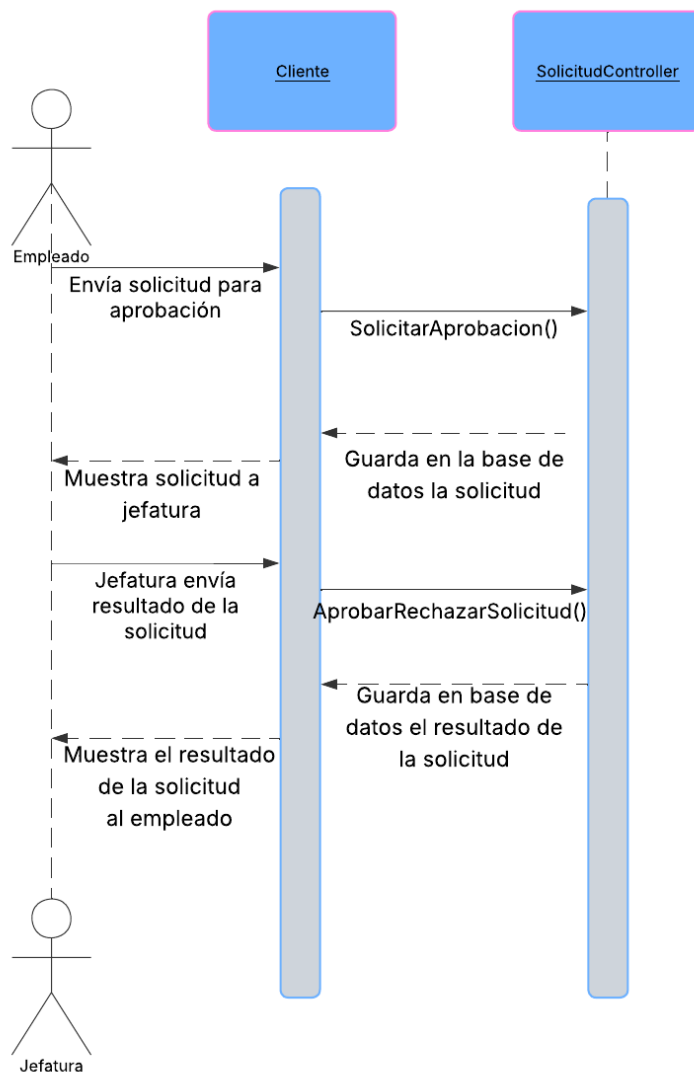 Cliente
SolicitudController
Empleado
Envía solicitud para
aprobación
SolicitarAprobacion()
Guarda en la base de
datos la solicitud
Muestra solicitud a
jefatura
Jefatura envía
resultado de la
solicitud
AprobarRechazarSolicitud()
Guarda en base de
datos el resultado de
la solicitud
Muestra el resultado
de la solicitud
al empleado
Jefatura